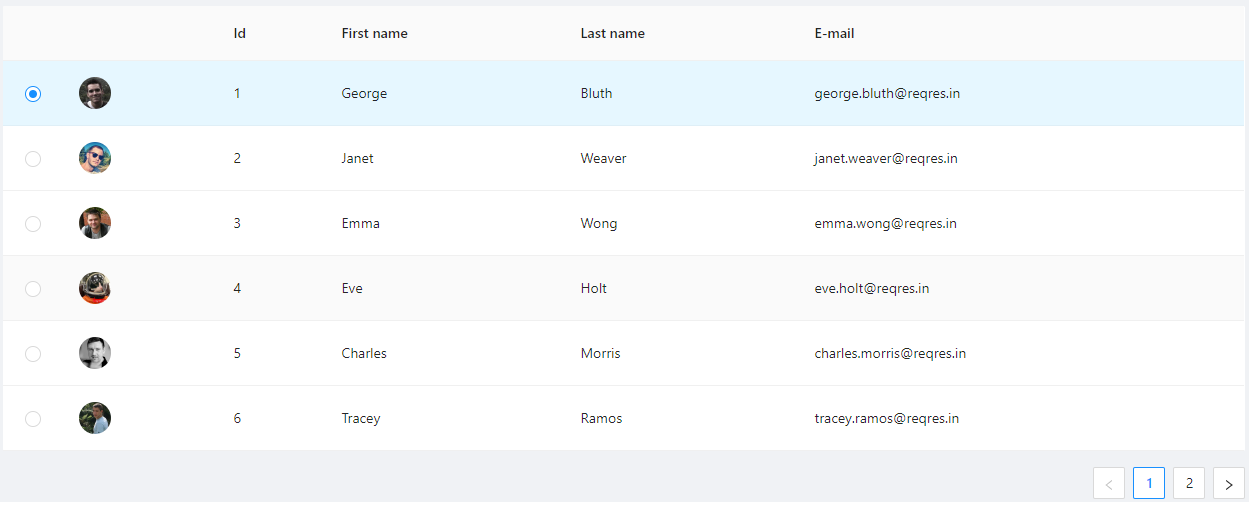 Id First name Last name E-mail
1 George Bluth george.bluth@reqres.in
2 Janet Weaver janet.weaver@reqres.in
3 Emma Wong emma.wong@reqres.in
4 Eve Holt eve.holt@reqres.in
5 Charles Morris charles.morris@reqres.in
6 Tracey Ramos tracey.ramos@reqres.in
< 1 2 >